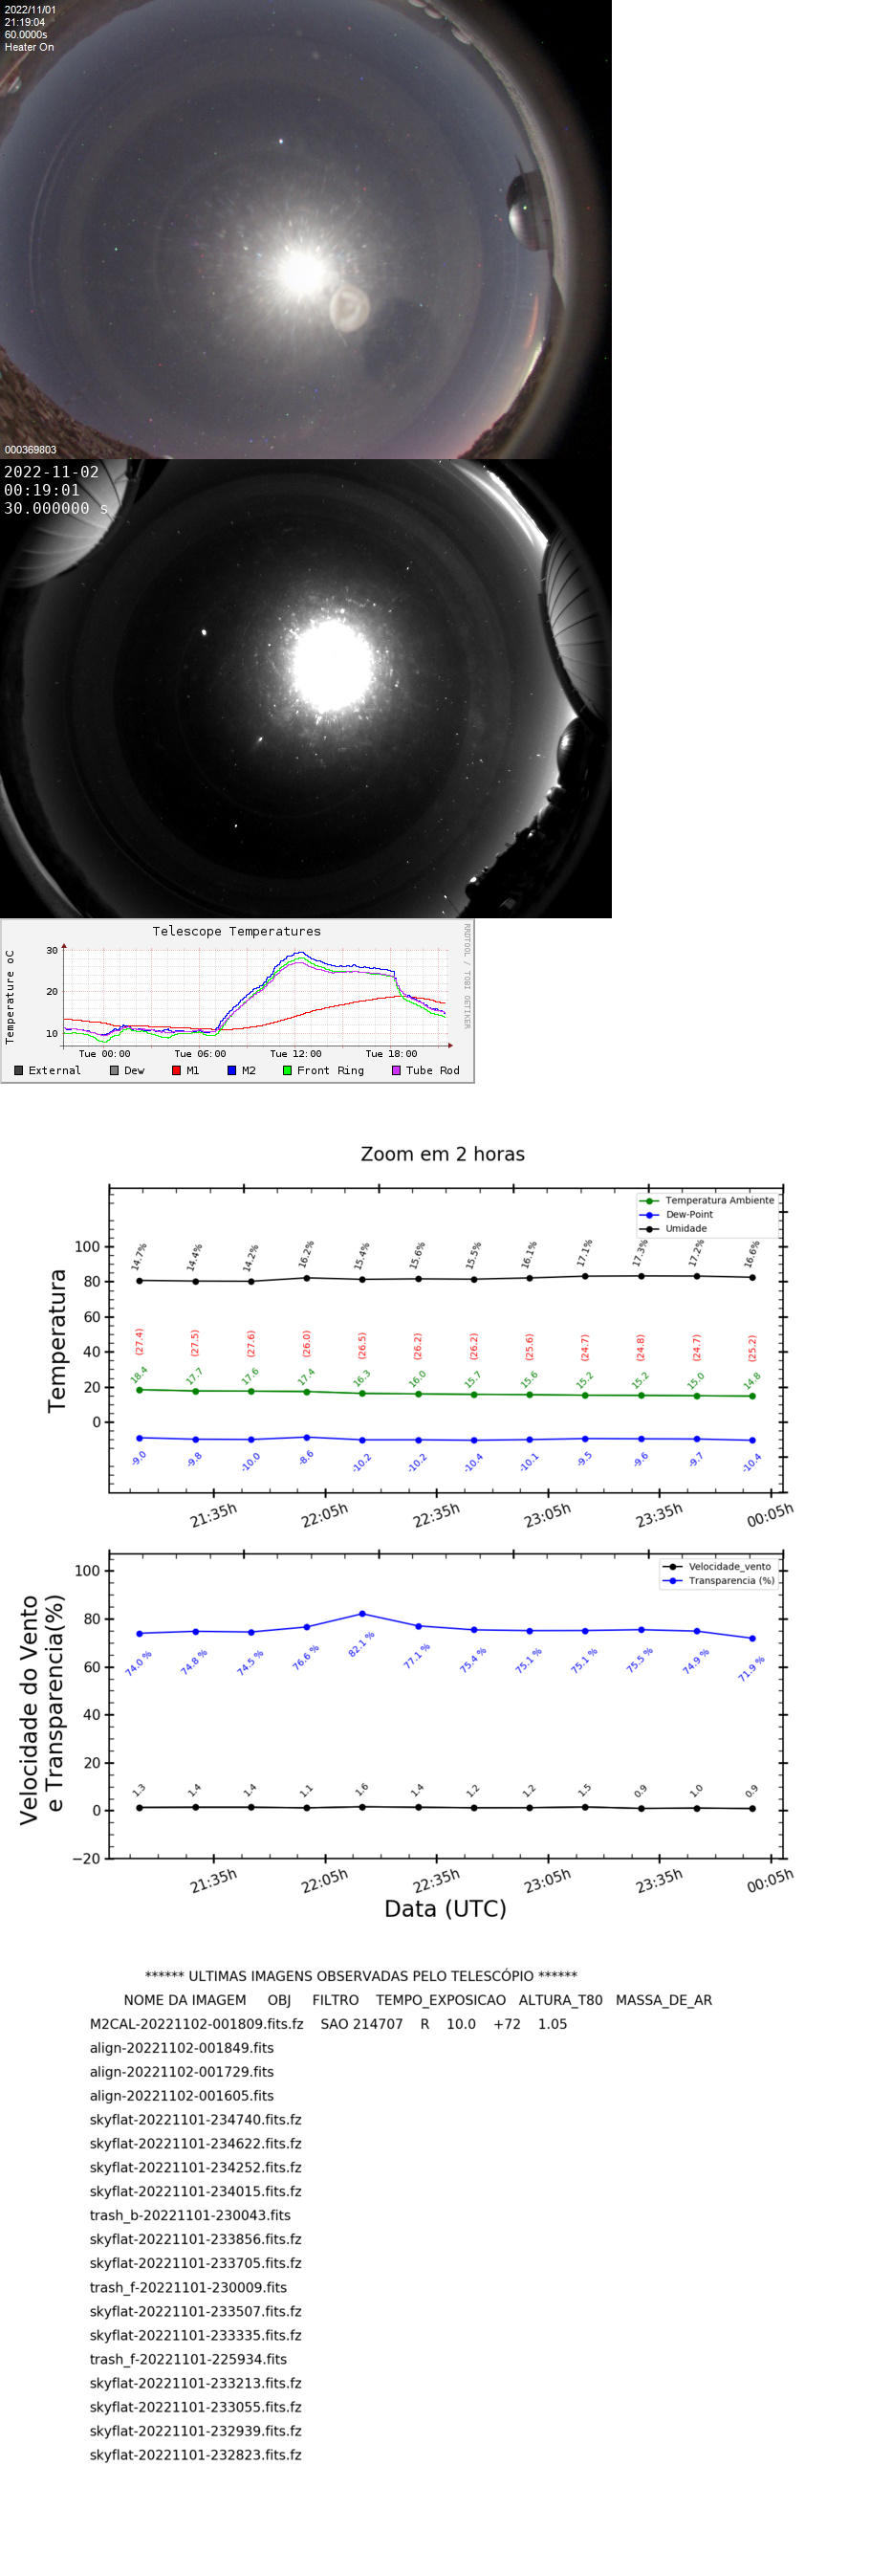 2022/11/01
21:19:04
60.0000s
Heater On
000369803
2022-11-02
00:19:01
30.000000 s
Telescope Temperatures
RRDTOOL / TOBI OETIKER
Temperature oC
30
20
10
Tue 00:00 Tue 06:00 Tue 12:00 Tue 18:00
External Dew M1 M2 Front Ring Tube Rod
Zoom em 2 horas
Temperatura Ambiente
Dew-Point
Umidade
Temperatura
100
80
60
40
20
0
14.7% 14.4% 14.2% 16.2% 15.4% 15.6% 15.5% 16.1% 17.1% 17.3% 17.2% 16.6%
(27.4) (27.5) (27.6) (26.0) (26.5) (26.2) (26.2) (25.6) (24.7) (24.8) (24.7) (25.2)
18.4 17.7 17.6 17.4 16.3 16.0 15.7 15.6 15.2 15.2 15.0 14.8
-9.0 -9.8 -10.0 -8.6 -10.2 -10.2 -10.4 -10.1 -9.5 -9.6 -9.7 -10.4
21:35h 22:05h 22:35h 23:05h 23:35h 00:05h
Velocidade_vento
Transparencia (%)
Velocidade do Vento
e Transparencia(%)
100
80
60
40
20
0
−20
74.0 % 74.8 % 74.5 % 76.6 % 82.1 % 77.1 % 75.4 % 75.1 % 75.1 % 75.5 % 74.9 % 71.9 %
1.3 1.4 1.4 1.1 1.6 1.4 1.2 1.2 1.5 0.9 1.0 0.9
21:35h 22:05h 22:35h 23:05h 23:35h 00:05h
Data (UTC)
****** ULTIMAS IMAGENS OBSERVADAS PELO TELESCÓPIO ******
NOME DA IMAGEM OBJ FILTRO TEMPO_EXPOSICAO ALTURA_T80 MASSA_DE_AR
M2CAL-20221102-001809.fits.fz SAO 214707 R 10.0 +72 1.05
align-20221102-001849.fits
align-20221102-001729.fits
align-20221102-001605.fits
skyflat-20221101-234740.fits.fz
skyflat-20221101-234622.fits.fz
skyflat-20221101-234252.fits.fz
skyflat-20221101-234015.fits.fz
trash_b-20221101-230043.fits
skyflat-20221101-233856.fits.fz
skyflat-20221101-233705.fits.fz
trash_f-20221101-230009.fits
skyflat-20221101-233507.fits.fz
skyflat-20221101-233335.fits.fz
trash_f-20221101-225934.fits
skyflat-20221101-233213.fits.fz
skyflat-20221101-233055.fits.fz
skyflat-20221101-232939.fits.fz
skyflat-20221101-232823.fits.fz